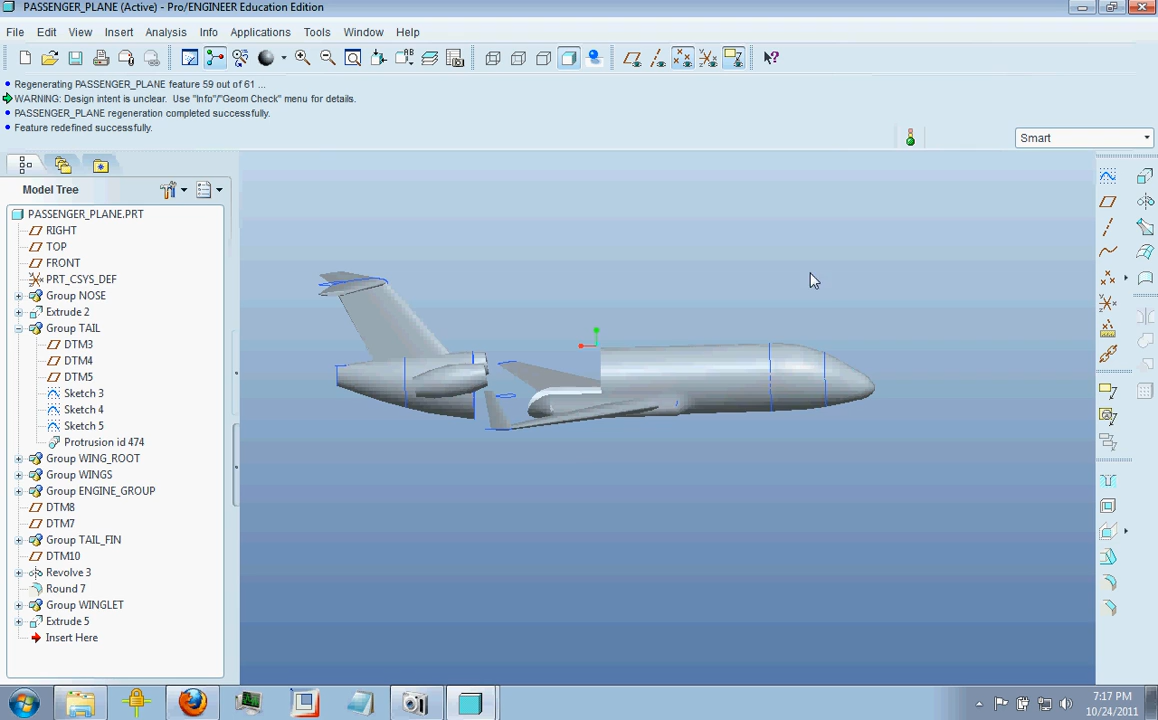 PASSENGER_PLANE (Active) - Pro/ENGINEER Education Edition
File Edit View Insert Analysis Info Applications Tools Window Help
Regenerating PASSENGER_PLANE feature 59 out of 61 ...
WARNING: Design intent is unclear. Use "Info"/"Geom Check" menu for details.
PASSENGER_PLANE regeneration completed successfully.
Feature redefined successfully.
Smart
Model Tree
PASSENGER_PLANE.PRT
RIGHT
TOP
FRONT
PRT_CSYS_DEF
Group NOSE
Extrude 2
Group TAIL
DTM3
DTM4
DTM5
Sketch 3
Sketch 4
Sketch 5
Protrusion id 474
Group WING_ROOT
Group WINGS
Group ENGINE_GROUP
DTM8
DTM7
Group TAIL_FIN
DTM10
Revolve 3
Round 7
Group WINGLET
Extrude 5
Insert Here
7:17 PM
10/24/2011